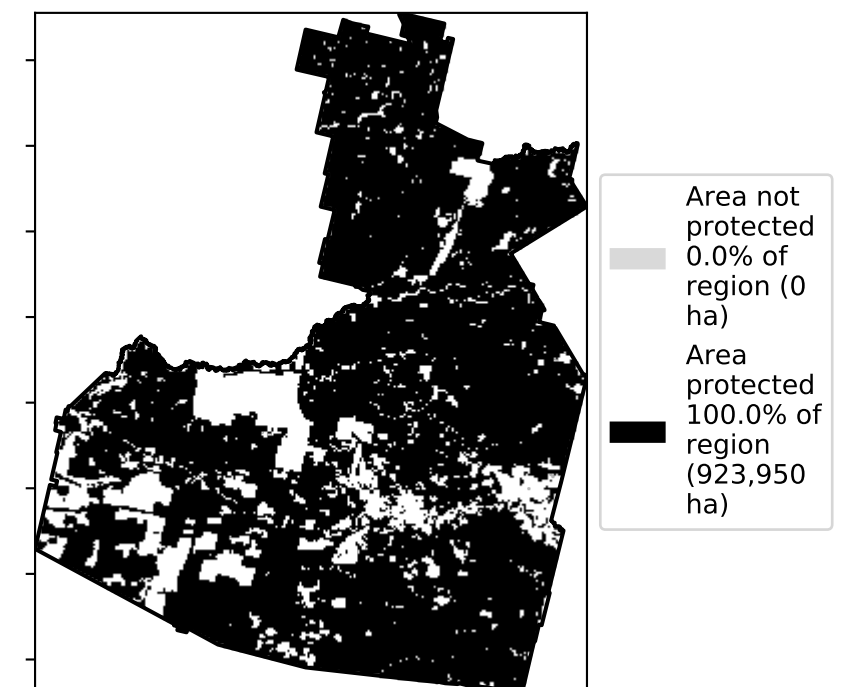 Area not
protected
0.0% of
region (0
ha)
Area
protected
100.0% of
region
(923,950
ha)